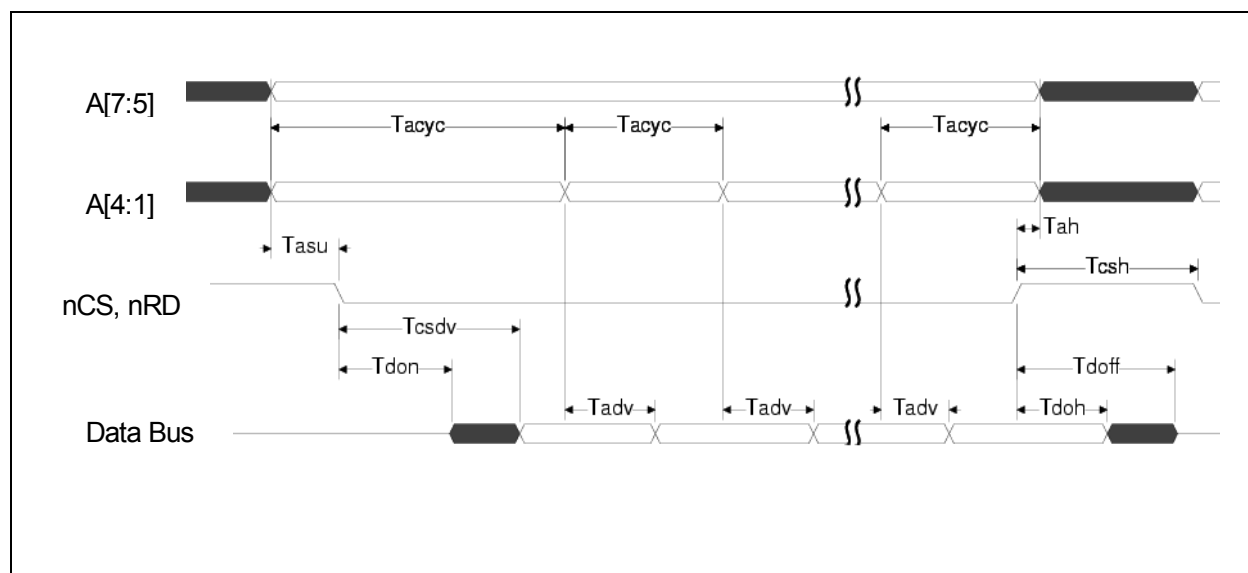 A[7:5]
Tacyc Tacyc Tacyc
A[4:1]
Tasu Tah
Tcsh
nCS, nRD
Tcsdv
Tdon Tdoff
Tadv Tadv Tadv Tdoh
Data Bus